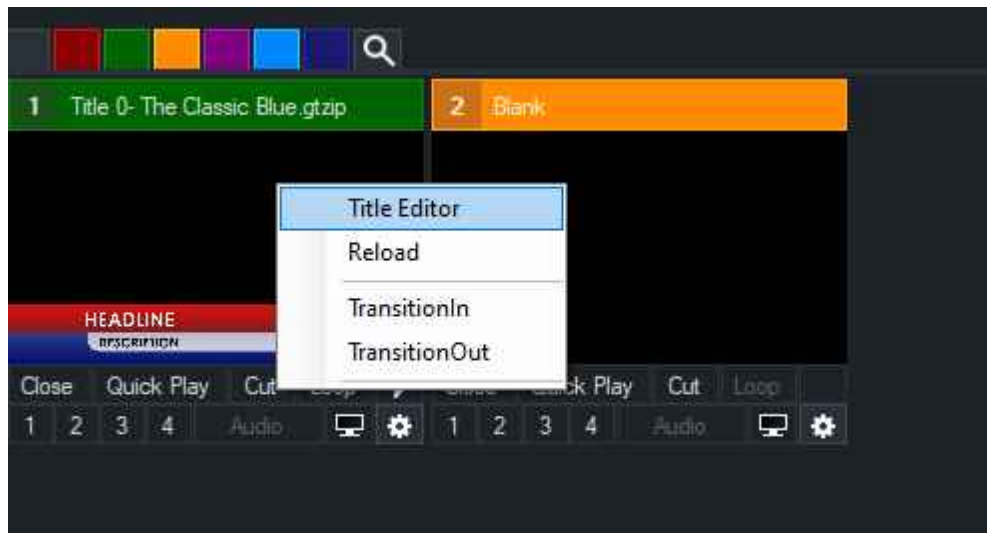 1 Title 0- The Classic Blue.gtzip 2 Blank
Title Editor
Reload
TransitionIn
TransitionOut
HEADLINE
DESCRIPTION
Close Quick Play Cut Quick Play Cut Loop
1 2 3 4 Audio 1 2 3 4 Audio